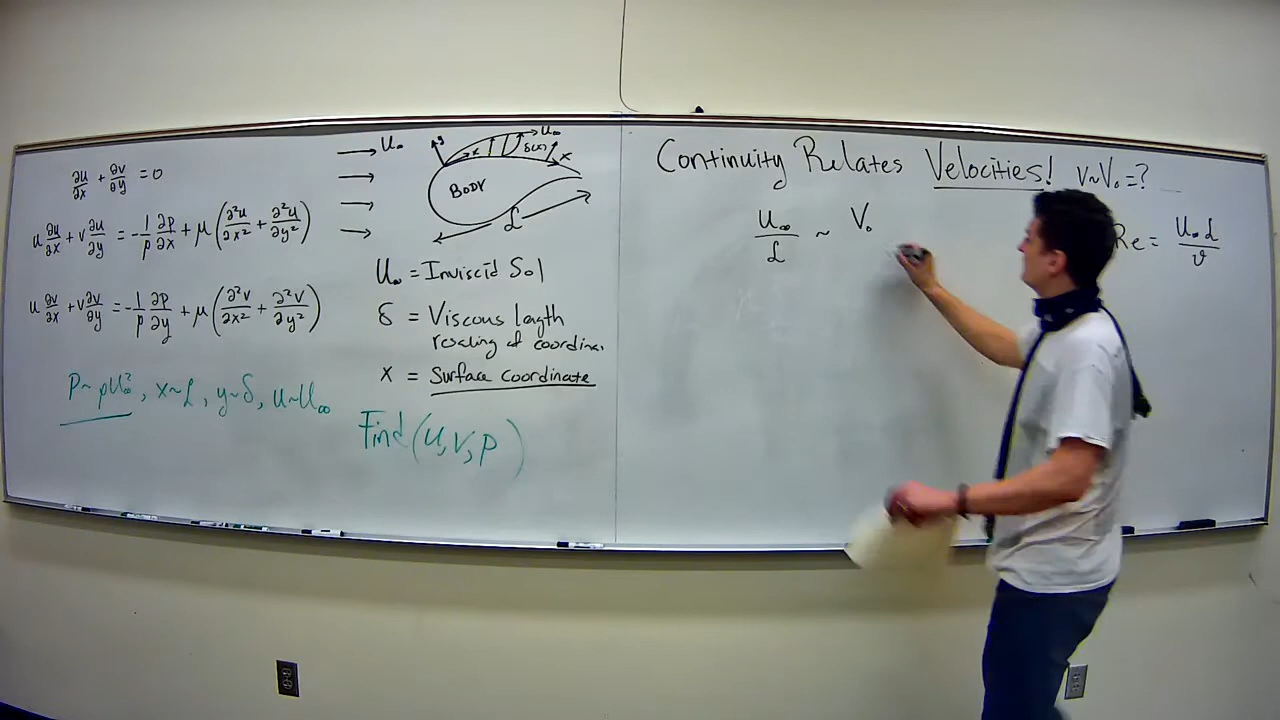 ∂u/∂x + ∂v/∂y = 0
u ∂u/∂x + v ∂u/∂y = -1/ρ ∂p/∂x + μ(∂²u/∂x² + ∂²u/∂y²)
u ∂v/∂x + v ∂v/∂y = -1/ρ ∂p/∂y + μ(∂²v/∂x² + ∂²v/∂y²)
P~ρU∞², x~L, y~δ, u~U∞
Find (u, v, p)
U∞
y
x
U∞
δ(x)
x
BODY
L
U∞ = Inviscid Sol
δ = Viscous length
rescaling of coordina.
x = Surface coordinate
Continuity Relates Velocities! v~V₀=?
U∞/L ~ V₀
Re = U∞L/ν